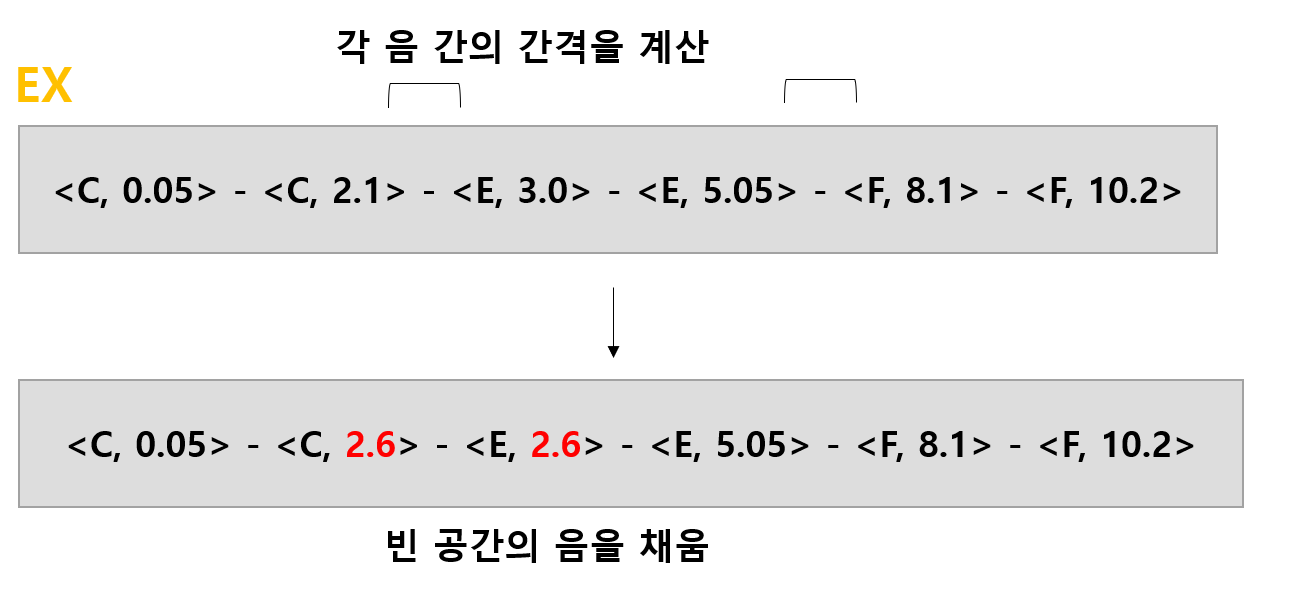 각 음 간의 간격을 계산
EX
<C, 0.05> - <C, 2.1> - <E, 3.0> - <E, 5.05> - <F, 8.1> - <F, 10.2>
<C, 0.05> - <C, 2.6> - <E, 2.6> - <E, 5.05> - <F, 8.1> - <F, 10.2>
빈 공간의 음을 채움